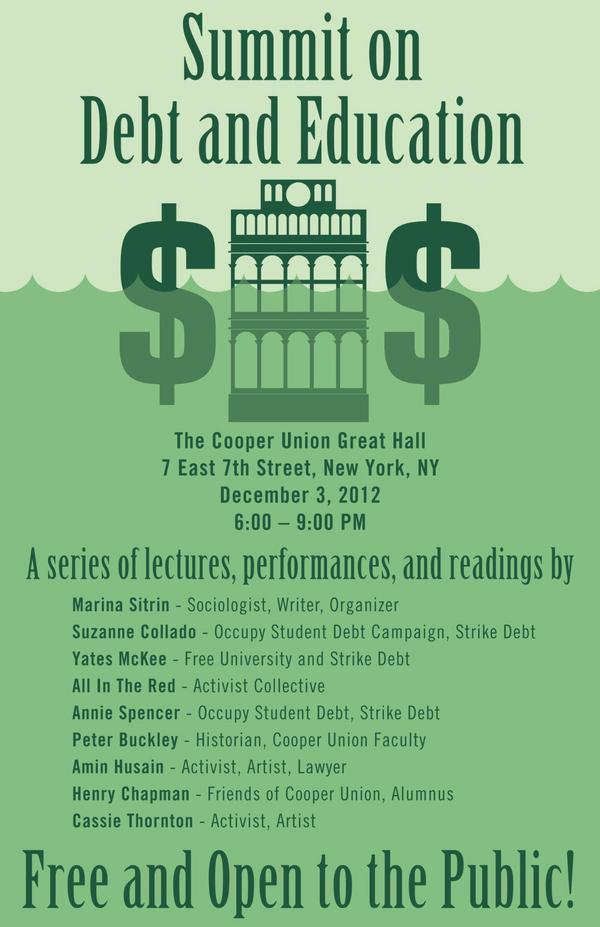 Summit on
Debt and Education
$ $
The Cooper Union Great Hall
7 East 7th Street, New York, NY
December 3, 2012
6:00 – 9:00 PM
A series of lectures, performances, and readings by
Marina Sitrin - Sociologist, Writer, Organizer
Suzanne Collado - Occupy Student Debt Campaign, Strike Debt
Yates McKee - Free University and Strike Debt
All In The Red - Activist Collective
Annie Spencer - Occupy Student Debt, Strike Debt
Peter Buckley - Historian, Cooper Union Faculty
Amin Husain - Activist, Artist, Lawyer
Henry Chapman - Friends of Cooper Union, Alumnus
Cassie Thornton - Activist, Artist
Free and Open to the Public!